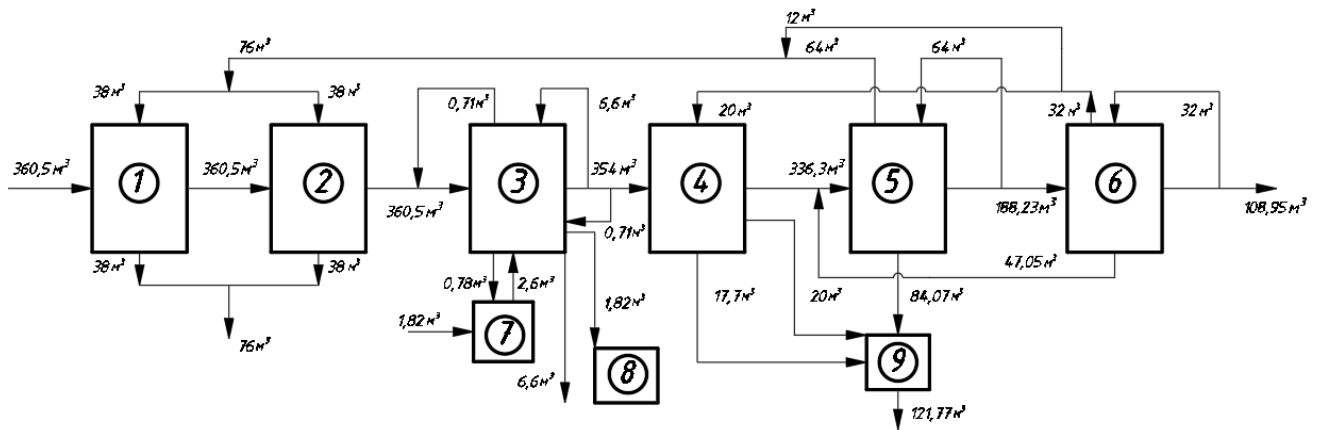 12 м³
76 м³
64 м³
64 м³
38 м³
38 м³
0,71 м³
6,6 м³
20 м³
32 м³
32 м³
360,5 м³
1
360,5 м³
2
360,5 м³
3
354 м³
4
336,3 м³
5
188,23 м³
6
108,95 м³
0,71 м³
38 м³
38 м³
47,05 м³
0,78 м³
2,6 м³
1,82 м³
17,7 м³
20 м³
84,07 м³
1,82 м³
7
76 м³
6,6 м³
8
9
121,77 м³